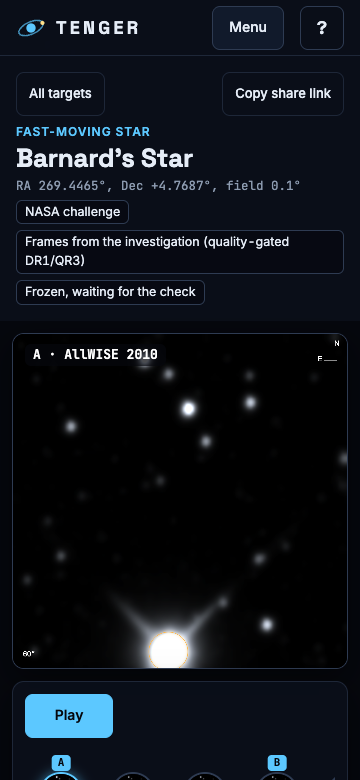 TENGER
Menu
?
All targets
Copy share link
FAST-MOVING STAR
Barnard's Star
RA 269.4465°, Dec +4.7687°, field 0.1°
NASA challenge
Frames from the investigation (quality-gated
DR1/QR3)
Frozen, waiting for the check
A · AllWISE 2010
N
E
60"
Play
A
B